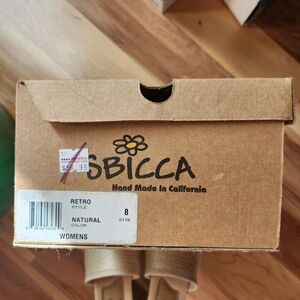 SBICCA
Hand Made In California
RETRO
STYLE
8
SIZE
NATURAL
COLOR
WOMENS